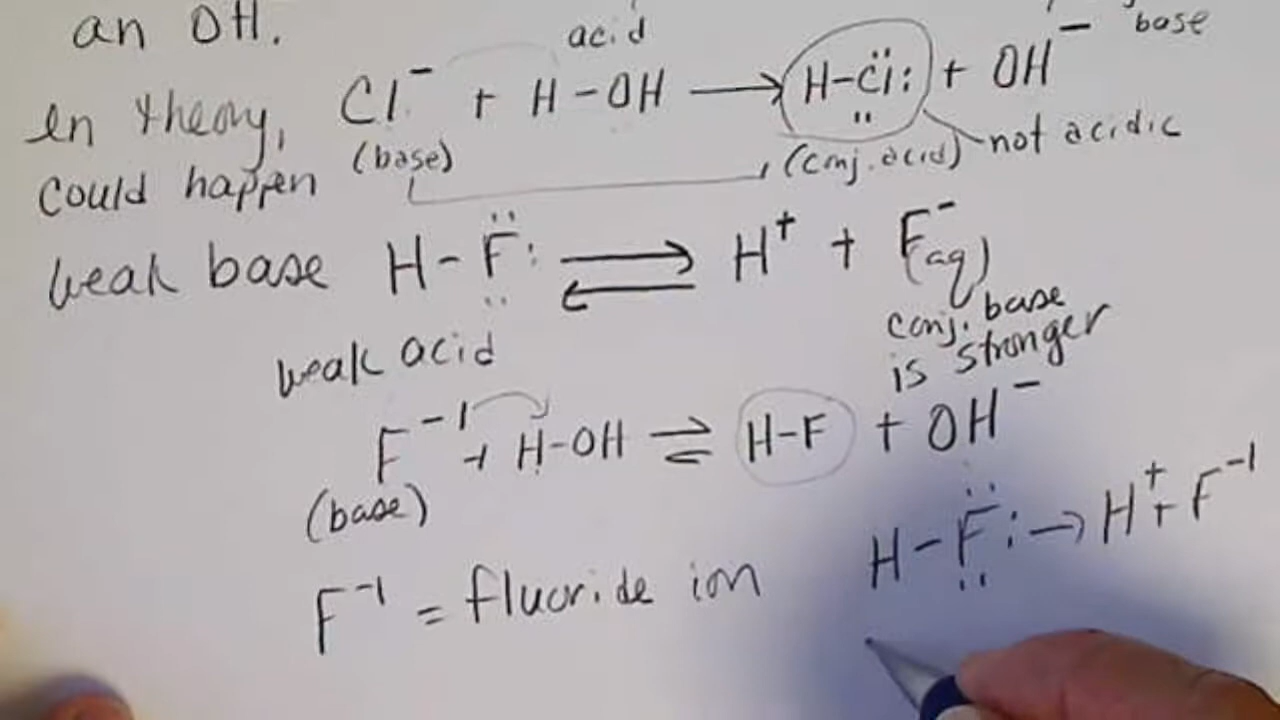 an OH.
acid
base
In theory, Cl⁻ + H-OH → H-Cl: + OH⁻
could happen (base) (conj. acid) not acidic
weak base H-F: ⇌ H⁺ + F⁻(aq)
conj. base
is stronger
weak acid
F⁻¹ + H-OH ⇌ H-F + OH⁻
(base)
H-F: → H⁺ + F⁻¹
F⁻¹ = fluoride ion